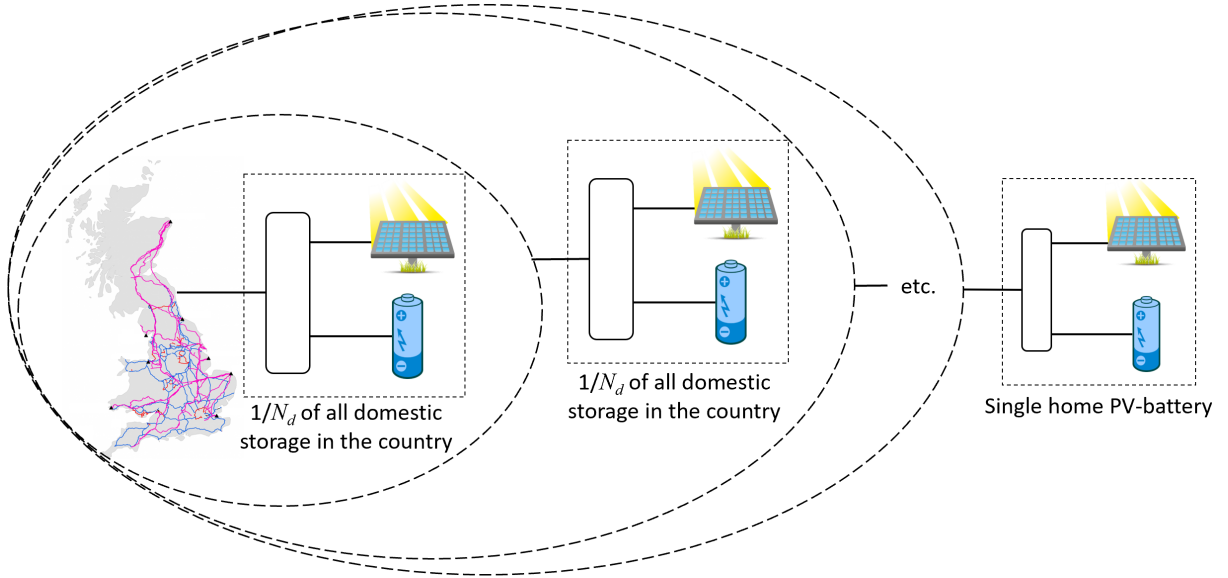 1/N_d of all domestic
storage in the country
1/N_d of all domestic
storage in the country
etc.
Single home PV-battery